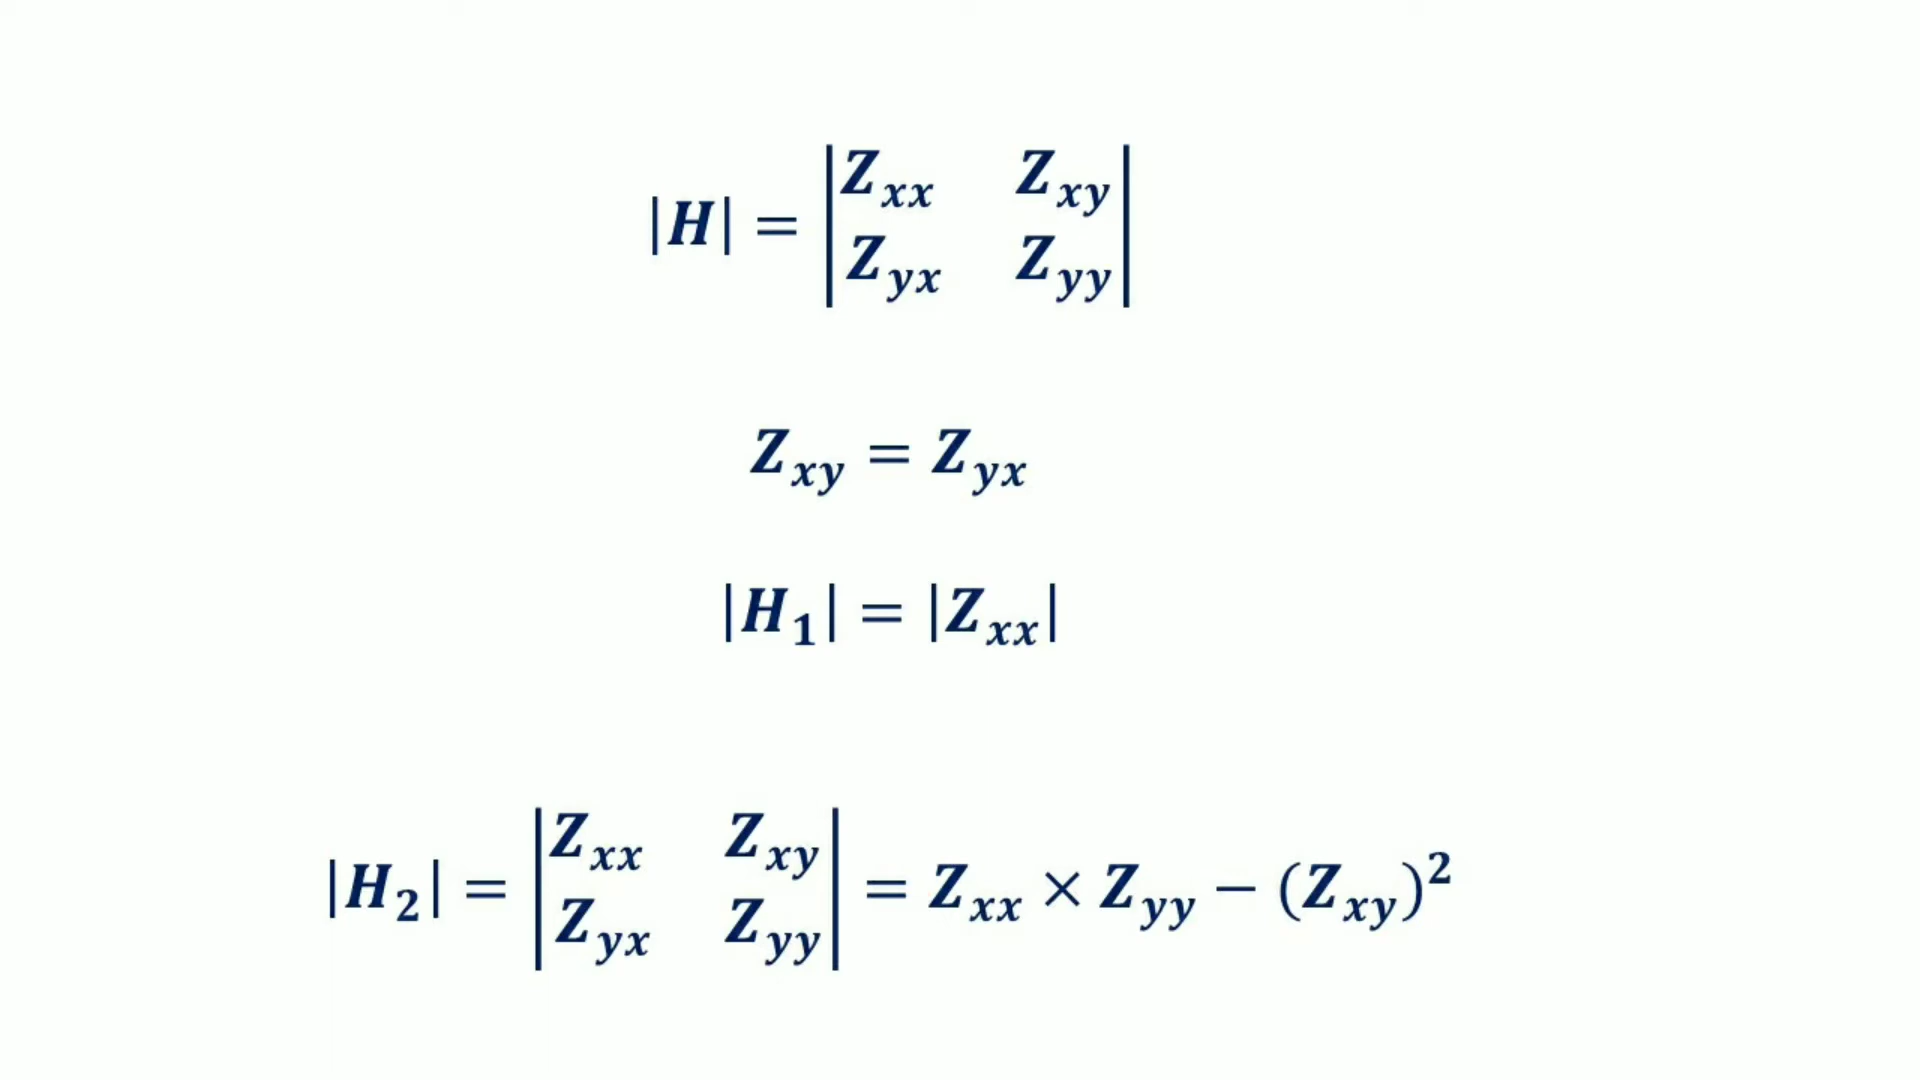 |H| = |Z_xx Z_xy|
|Z_yx Z_yy|
Z_xy = Z_yx
|H_1| = |Z_xx|
|H_2| = |Z_xx Z_xy| = Z_xx × Z_yy − (Z_xy)^2
|Z_yx Z_yy|